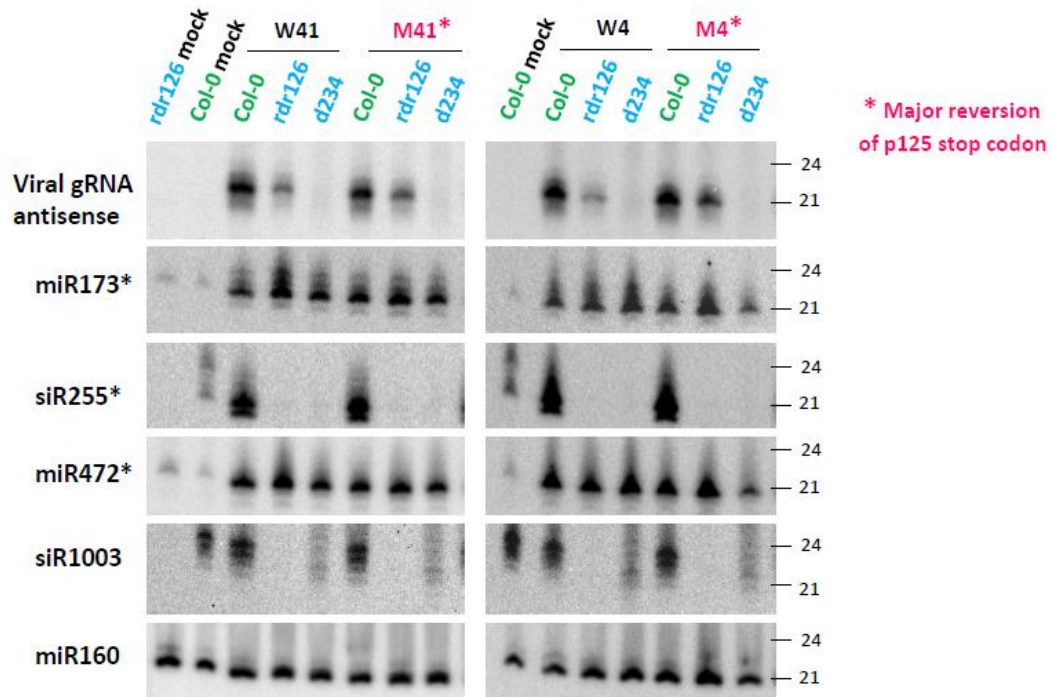 W41
M41*
W4
M4*
rdr126 mock
Col-0 mock
Col-0
rdr126
d234
Col-0
rdr126
d234
Col-0 mock
Col-0
rdr126
d234
Col-0
rdr126
d234
* Major reversion
of p125 stop codon
Viral gRNA
antisense
24
21
miR173*
24
21
siR255*
24
21
miR472*
24
21
siR1003
24
21
miR160
24
21